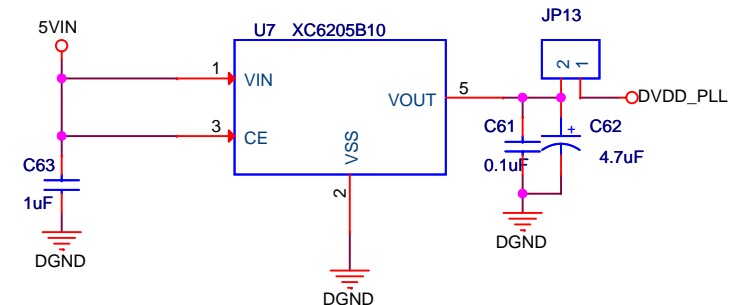 JP13
5VIN
U7 XC6205B10
2
1
1
VIN
5
VOUT
DVDD_PLL
3
CE
VSS
C61
+
C62
0.1uF
4.7uF
C63
1uF
2
DGND
DGND
DGND